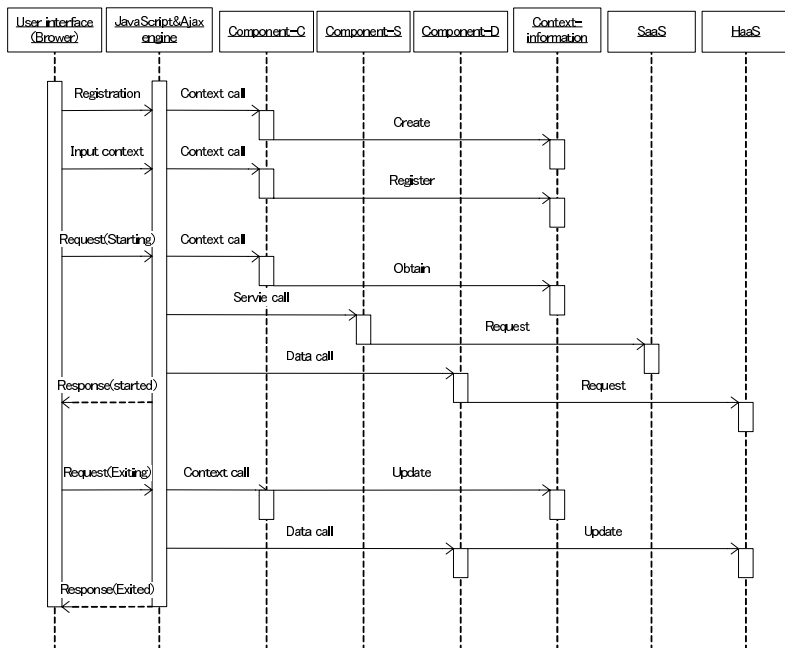 User interface
(Brower)
JavaScript&Ajax
engine
Component-C
Component-S
Component-D
Context-
information
SaaS
HaaS
Registration
Context call
Create
Input context
Context call
Register
Request(Starting)
Context call
Obtain
Servie call
Request
Data call
Response(started)
Request
Request(Exiting)
Context call
Update
Data call
Update
Response(Exited)